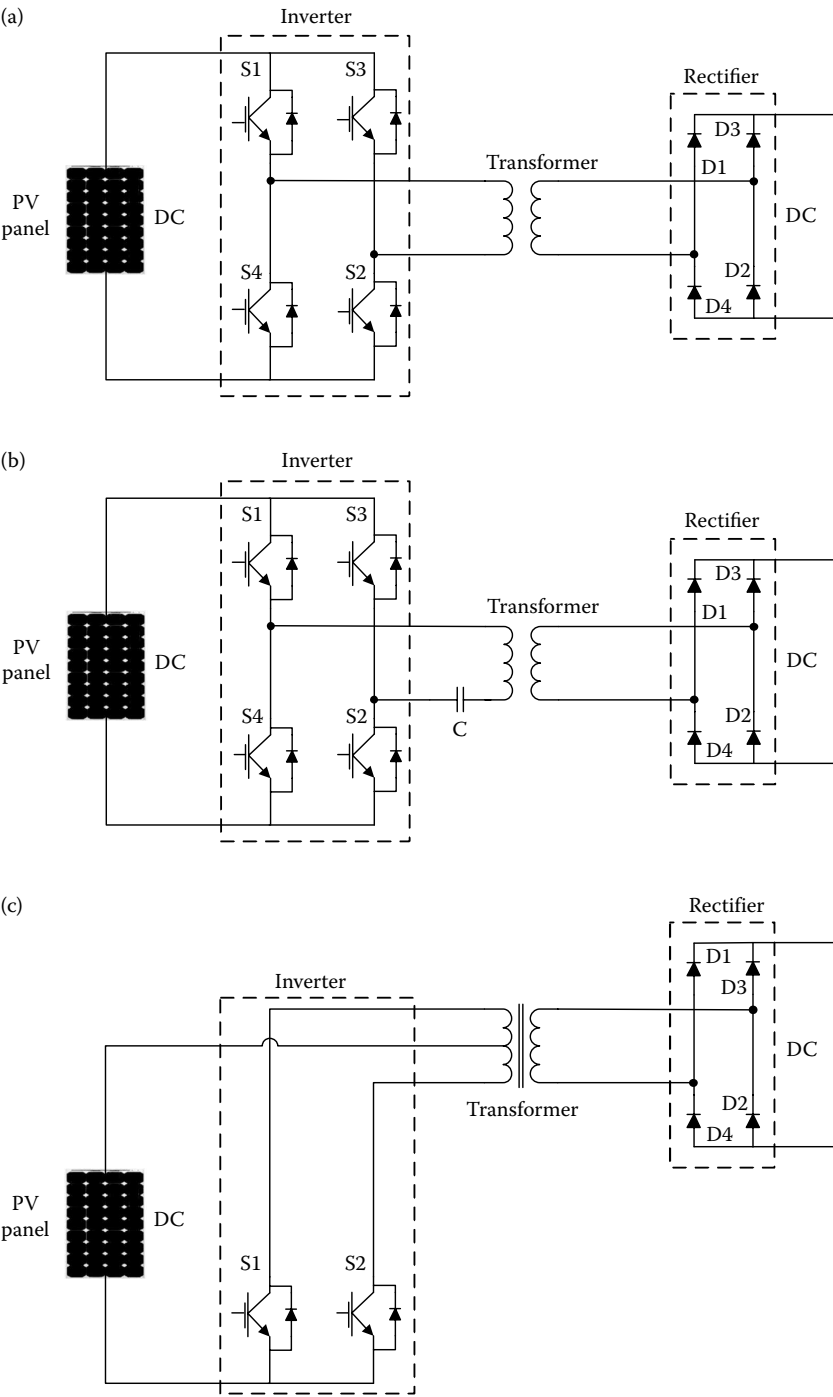 (a)
Inverter
S1
S3
Rectifier
D3
Transformer
D1
PV
panel
DC
DC
S4
S2
D2
D4
(b)
Inverter
S1
S3
Rectifier
D3
Transformer
D1
PV
panel
DC
DC
S4
S2
C
D2
D4
(c)
Rectifier
D1
Inverter
D3
DC
Transformer
D2
D4
PV
panel
DC
S1
S2